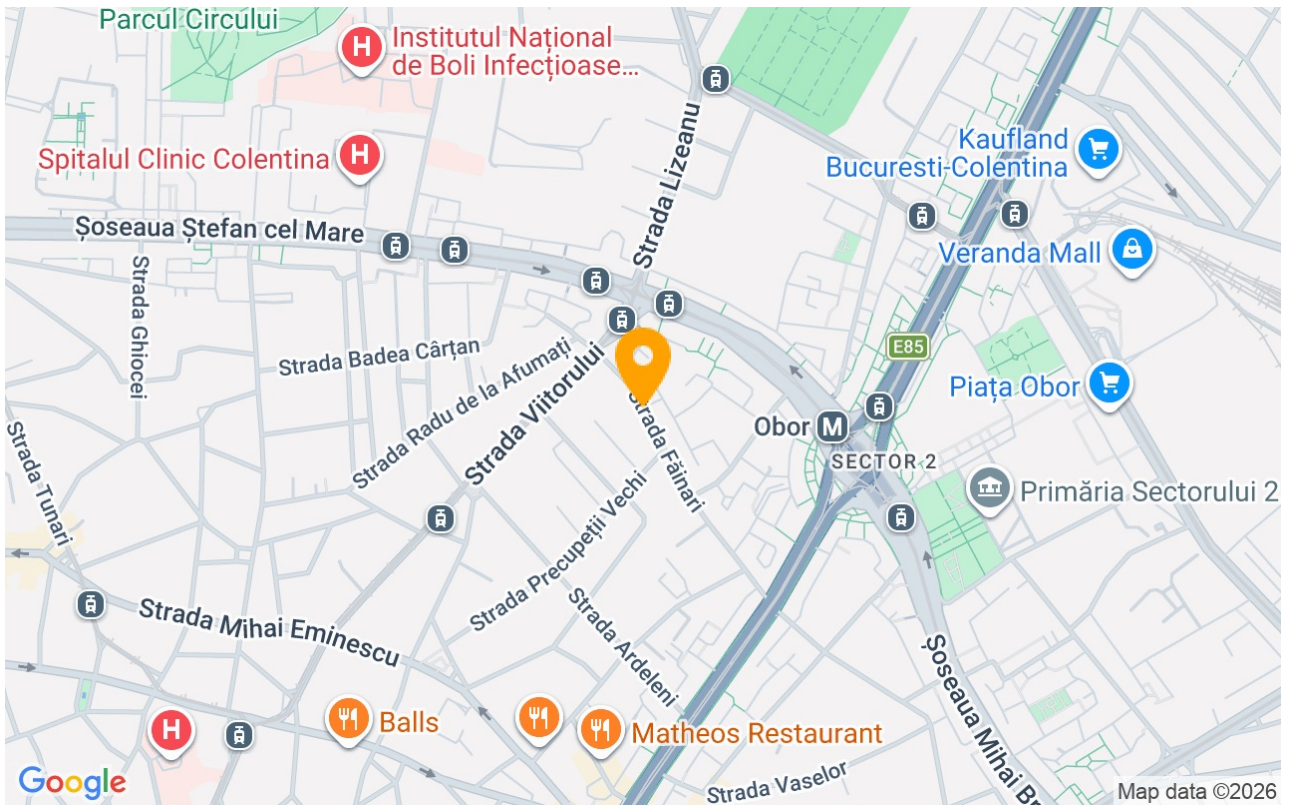 Parcul Circului
Institutul Național
de Boli Infecțioase...
Spitalul Clinic Colentina
Kaufland
Bucuresti-Colentina
Strada Lizeanu
Șoseaua Ștefan cel Mare
Veranda Mall
Strada Ghiocei
E85
Strada Badea Cârțan
Strada Radu de la Afumați
Strada Viitorului
Piața Obor
Strada Făinari
Obor M
SECTOR 2
Strada Tunari
Primăria Sectorului 2
Strada Precupeții Vechi
Strada Mihai Eminescu
Strada Ardeleni
Șoseaua Mihai Br
Balls
Matheos Restaurant
Strada Vaselor
Google
Map data ©2026
H
H
H